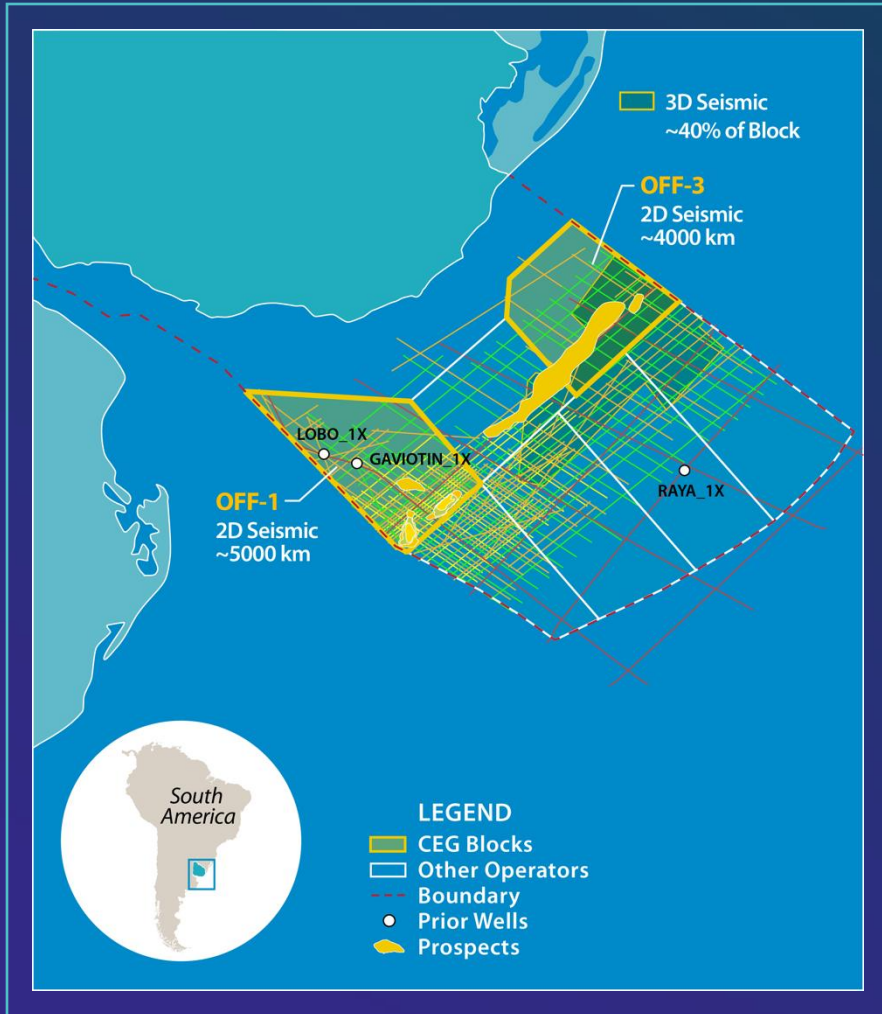 3D Seismic
~40% of Block
OFF-3
2D Seismic
~4000 km
LOBO_1X
GAVIOTIN_1X
RAYA_1X
OFF-1
2D Seismic
~5000 km
South
America
LEGEND
CEG Blocks
Other Operators
Boundary
Prior Wells
Prospects